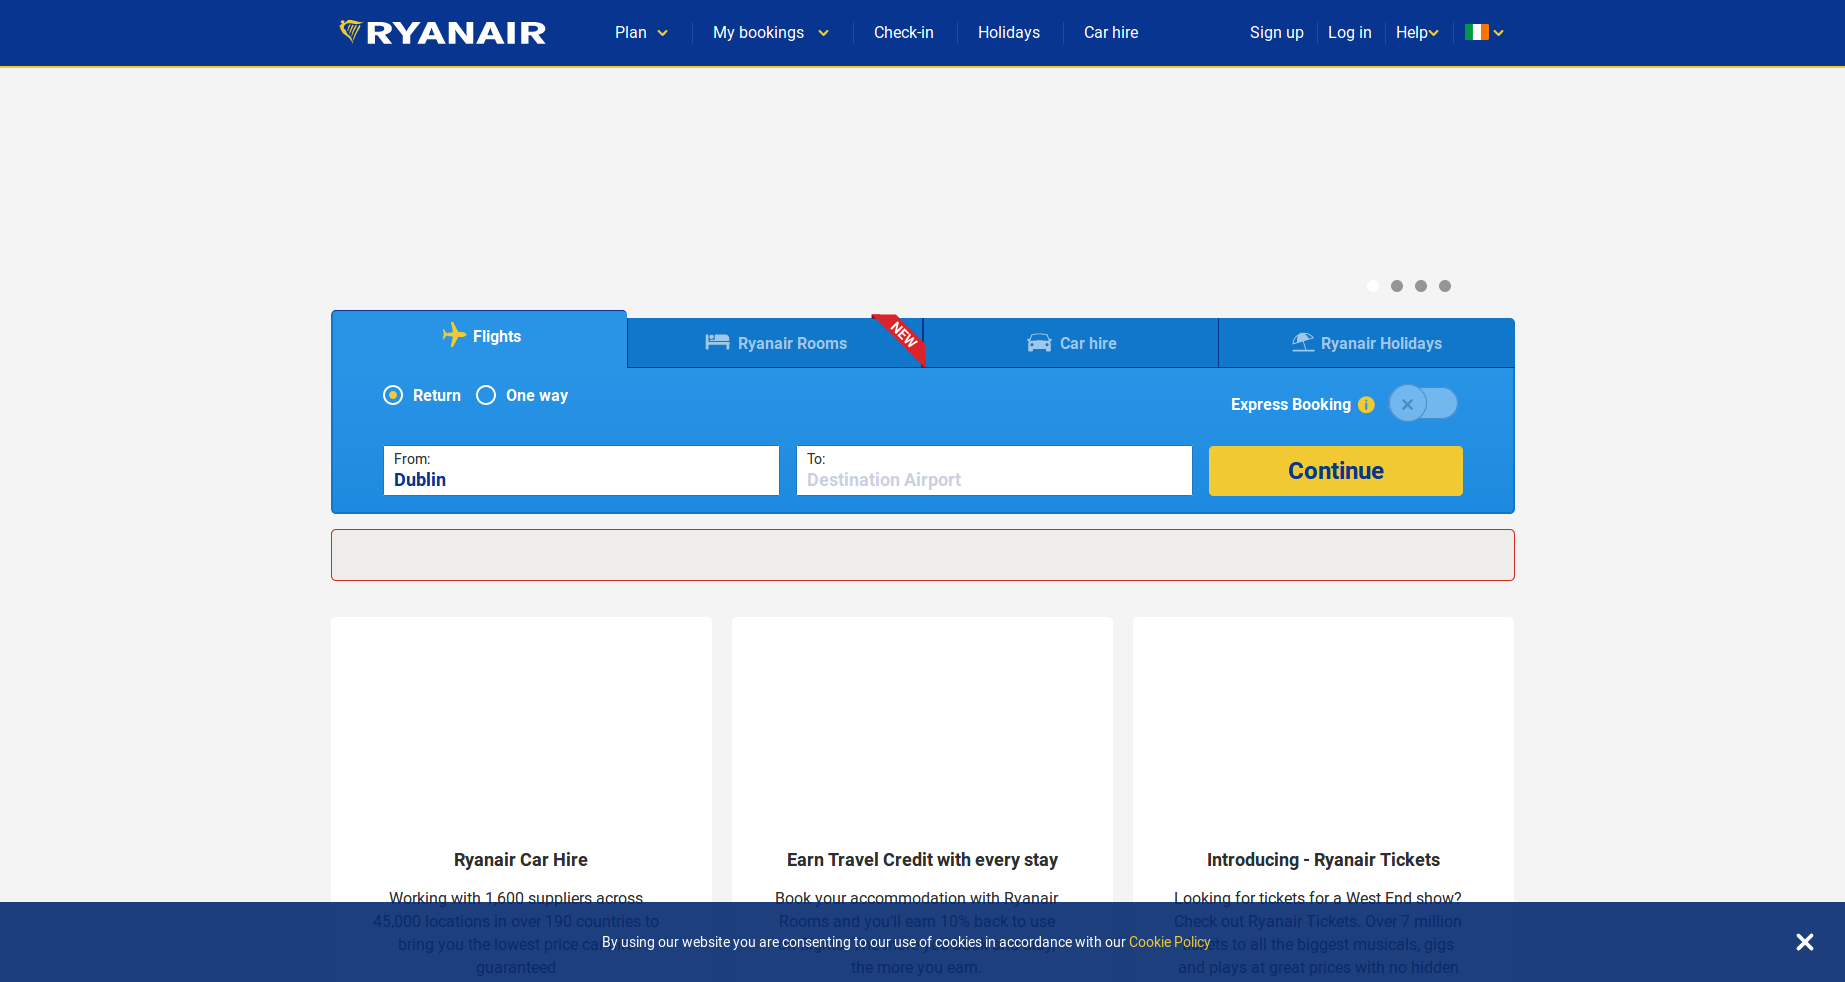 RYANAIR
Plan
My bookings
Check-in
Holidays
Car hire
Sign up
Log in
Help
Flights
Ryanair Rooms
NEW
Car hire
Ryanair Holidays
Return
One way
Express Booking i
From:
Dublin
To:
Destination Airport
Continue
Ryanair Car Hire
Working with 1,600 suppliers across
45,000 locations in over 190 countries to
bring you the lowest price
guaranteed
Earn Travel Credit with every stay
Book your accommodation with Ryanair
Rooms and you'll earn 10% back to use
the more you earn.
Introducing - Ryanair Tickets
Looking for tickets for a West End show?
Check out Ryanair Tickets. Over 7 million
to all the biggest musicals, gigs
and plays at great prices with no hidden
By using our website you are consenting to our use of cookies in accordance with our Cookie Policy